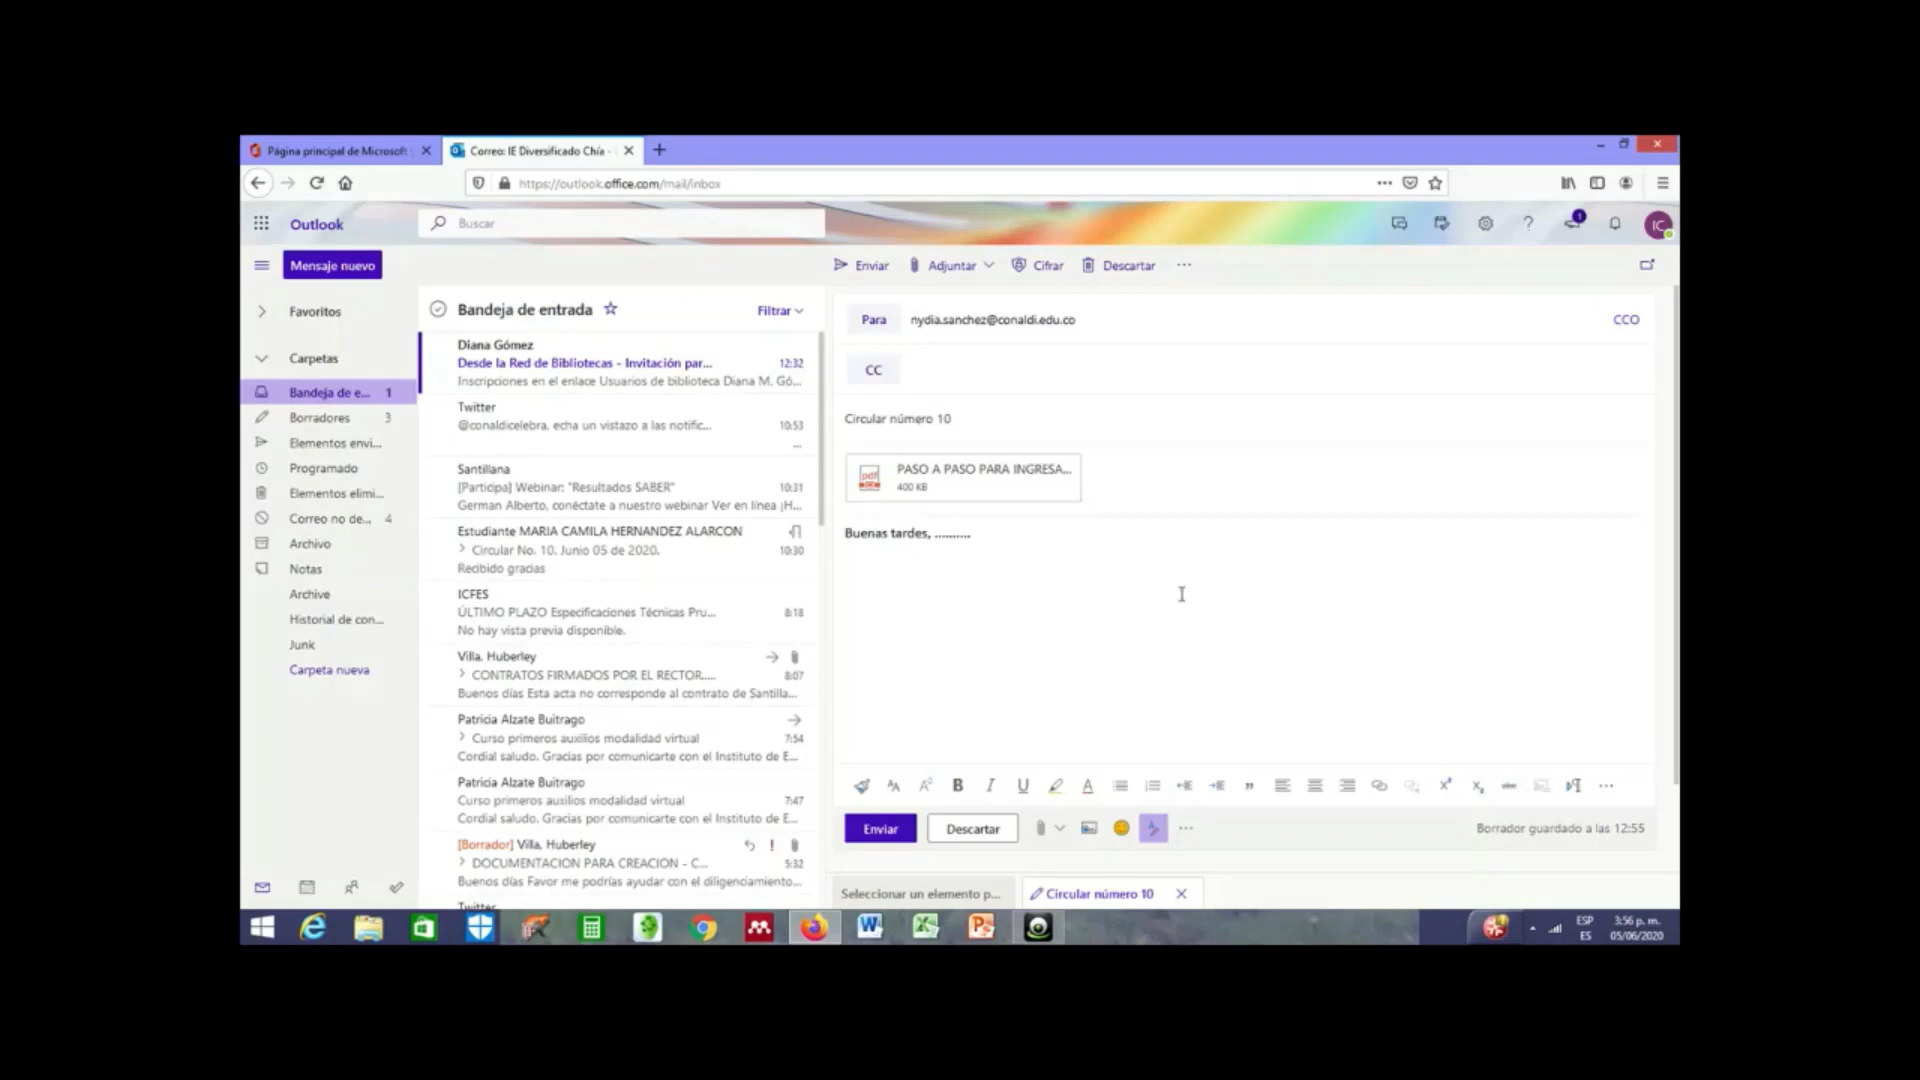 Página principal de Microsoft
Correo: IE Diversificado Chía -
https://outlook.office.com/mail/inbox
Outlook
Buscar
1
IC
Mensaje nuevo
Enviar
Adjuntar
Cifrar
Descartar
Favoritos
Carpetas
Bandeja de e... 1
Borradores 3
Elementos envi...
Programado
Elementos elimi...
Correo no de... 4
Archivo
Notas
Archive
Historial de con...
Junk
Carpeta nueva
Bandeja de entrada
Filtrar
Diana Gómez
Desde la Red de Bibliotecas - Invitación par... 12:32
Inscripciones en el enlace Usuarios de biblioteca Diana M. Gó...
Twitter
@conaldicelebra, echa un vistazo a las notific... 10:53
...
Santillana
[Participa] Webinar: "Resultados SABER" 10:31
German Alberto, conéctate a nuestro webinar Ver en línea ¡H...
Estudiante MARIA CAMILA HERNANDEZ ALARCON
Circular No. 10. Junio 05 de 2020. 10:30
Recibido gracias
ICFES
ÚLTIMO PLAZO Especificaciones Técnicas Pru... 8:18
No hay vista previa disponible.
Villa. Huberley
CONTRATOS FIRMADOS POR EL RECTOR..... 8:07
Buenos días Esta acta no corresponde al contrato de Santilla...
Patricia Alzate Buitrago
Curso primeros auxilios modalidad virtual 7:54
Cordial saludo. Gracias por comunicarte con el Instituto de E...
Patricia Alzate Buitrago
Curso primeros auxilios modalidad virtual 7:47
Cordial saludo. Gracias por comunicarte con el Instituto de E...
[Borrador] Villa, Huberley
DOCUMENTACION PARA CREACION - C... 5:32
Buenos días Favor me podrías ayudar con el diligenciamiento...
Twitter
Para nydia.sanchez@conaldi.edu.co CCO
CC
Circular número 10
pdf PASO A PASO PARA INGRESA...
400 KB
Buenas tardes, ..........
Enviar
Descartar
Borrador guardado a las 12:55
Seleccionar un elemento p...
Circular número 10
ESP
ES
3:56 p. m.
05/06/2020